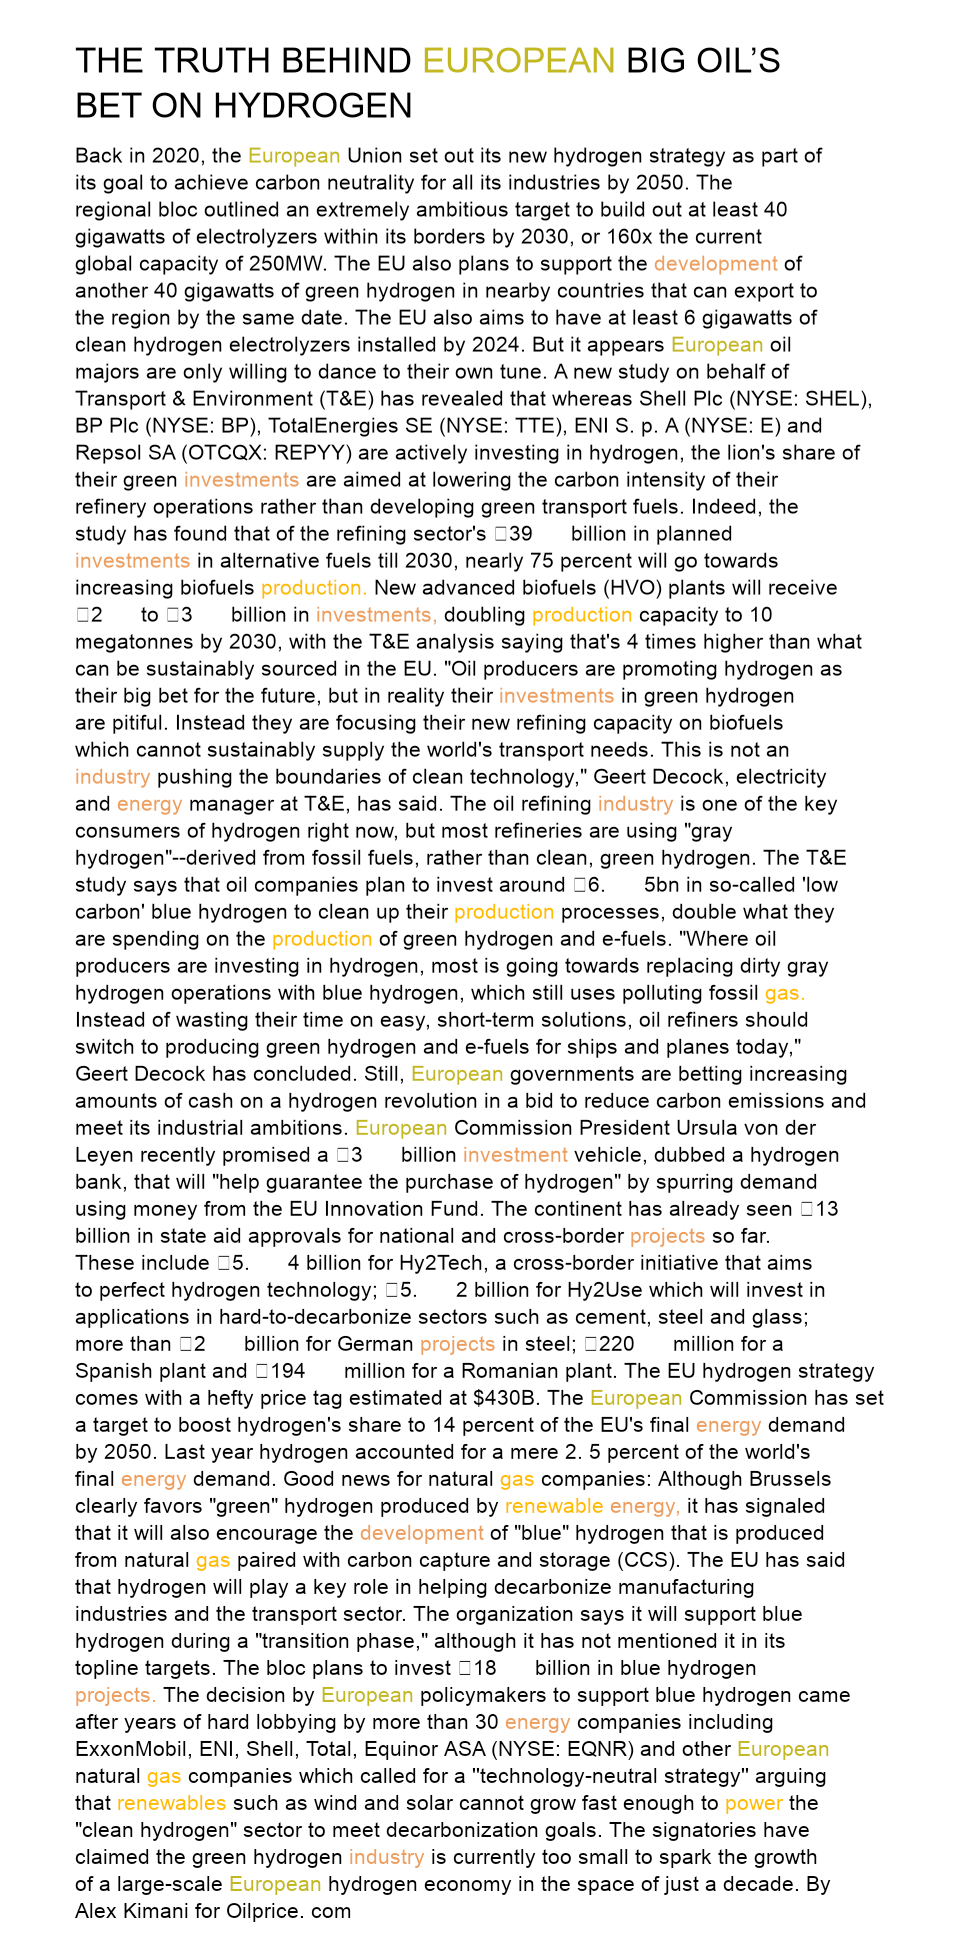 THE TRUTH BEHIND EUROPEAN BIG OIL’S
BET ON HYDROGEN
Back in 2020, the European Union set out its new hydrogen strategy as part of
its goal to achieve carbon neutrality for all its industries by 2050. The
regional bloc outlined an extremely ambitious target to build out at least 40
gigawatts of electrolyzers within its borders by 2030, or 160x the current
global capacity of 250MW. The EU also plans to support the development of
another 40 gigawatts of green hydrogen in nearby countries that can export to
the region by the same date. The EU also aims to have at least 6 gigawatts of
clean hydrogen electrolyzers installed by 2024. But it appears European oil
majors are only willing to dance to their own tune. A new study on behalf of
Transport & Environment (T&E) has revealed that whereas Shell Plc (NYSE: SHEL),
BP Plc (NYSE: BP), TotalEnergies SE (NYSE: TTE), ENI S. p. A (NYSE: E) and
Repsol SA (OTCQX: REPYY) are actively investing in hydrogen, the lion's share of
their green investments are aimed at lowering the carbon intensity of their
refinery operations rather than developing green transport fuels. Indeed, the
study has found that of the refining sector's □39 billion in planned
investments in alternative fuels till 2030, nearly 75 percent will go towards
increasing biofuels production. New advanced biofuels (HVO) plants will receive
□2 to □3 billion in investments, doubling production capacity to 10
megatonnes by 2030, with the T&E analysis saying that's 4 times higher than what
can be sustainably sourced in the EU. "Oil producers are promoting hydrogen as
their big bet for the future, but in reality their investments in green hydrogen
are pitiful. Instead they are focusing their new refining capacity on biofuels
which cannot sustainably supply the world's transport needs. This is not an
industry pushing the boundaries of clean technology," Geert Decock, electricity
and energy manager at T&E, has said. The oil refining industry is one of the key
consumers of hydrogen right now, but most refineries are using "gray
hydrogen"--derived from fossil fuels, rather than clean, green hydrogen. The T&E
study says that oil companies plan to invest around □6. 5bn in so-called 'low
carbon' blue hydrogen to clean up their production processes, double what they
are spending on the production of green hydrogen and e-fuels. "Where oil
producers are investing in hydrogen, most is going towards replacing dirty gray
hydrogen operations with blue hydrogen, which still uses polluting fossil gas.
Instead of wasting their time on easy, short-term solutions, oil refiners should
switch to producing green hydrogen and e-fuels for ships and planes today,"
Geert Decock has concluded. Still, European governments are betting increasing
amounts of cash on a hydrogen revolution in a bid to reduce carbon emissions and
meet its industrial ambitions. European Commission President Ursula von der
Leyen recently promised a □3 billion investment vehicle, dubbed a hydrogen
bank, that will "help guarantee the purchase of hydrogen" by spurring demand
using money from the EU Innovation Fund. The continent has already seen □13
billion in state aid approvals for national and cross-border projects so far.
These include □5. 4 billion for Hy2Tech, a cross-border initiative that aims
to perfect hydrogen technology; □5. 2 billion for Hy2Use which will invest in
applications in hard-to-decarbonize sectors such as cement, steel and glass;
more than □2 billion for German projects in steel; □220 million for a
Spanish plant and □194 million for a Romanian plant. The EU hydrogen strategy
comes with a hefty price tag estimated at $430B. The European Commission has set
a target to boost hydrogen's share to 14 percent of the EU's final energy demand
by 2050. Last year hydrogen accounted for a mere 2. 5 percent of the world's
final energy demand. Good news for natural gas companies: Although Brussels
clearly favors "green" hydrogen produced by renewable energy, it has signaled
that it will also encourage the development of "blue" hydrogen that is produced
from natural gas paired with carbon capture and storage (CCS). The EU has said
that hydrogen will play a key role in helping decarbonize manufacturing
industries and the transport sector. The organization says it will support blue
hydrogen during a "transition phase," although it has not mentioned it in its
topline targets. The bloc plans to invest □18 billion in blue hydrogen
projects. The decision by European policymakers to support blue hydrogen came
after years of hard lobbying by more than 30 energy companies including
ExxonMobil, ENI, Shell, Total, Equinor ASA (NYSE: EQNR) and other European
natural gas companies which called for a "technology-neutral strategy" arguing
that renewables such as wind and solar cannot grow fast enough to power the
"clean hydrogen" sector to meet decarbonization goals. The signatories have
claimed the green hydrogen industry is currently too small to spark the growth
of a large-scale European hydrogen economy in the space of just a decade. By
Alex Kimani for Oilprice. com